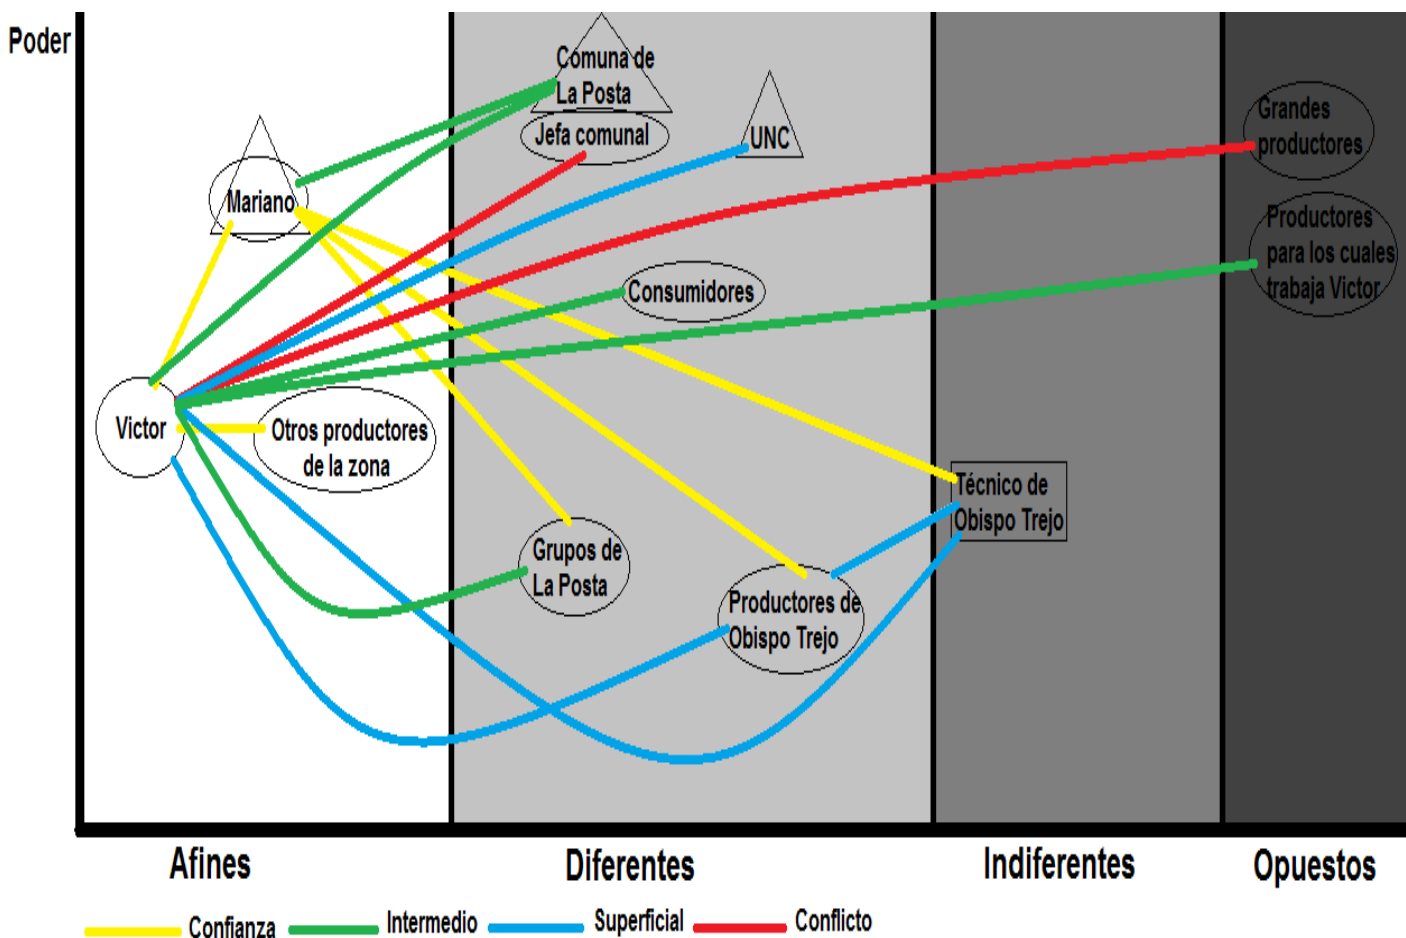 Poder
Comuna de
La Posta
Jefa comunal
UNC
Grandes
productores
Mariano
Productores
para los cuales
trabaja Victor
Consumidores
Victor
Otros productores
de la zona
Técnico de
Obispo Trejo
Grupos de
La Posta
Productores de
Obispo Trejo
Afines
Diferentes
Indiferentes
Opuestos
Confianza
Intermedio
Superficial
Conflicto